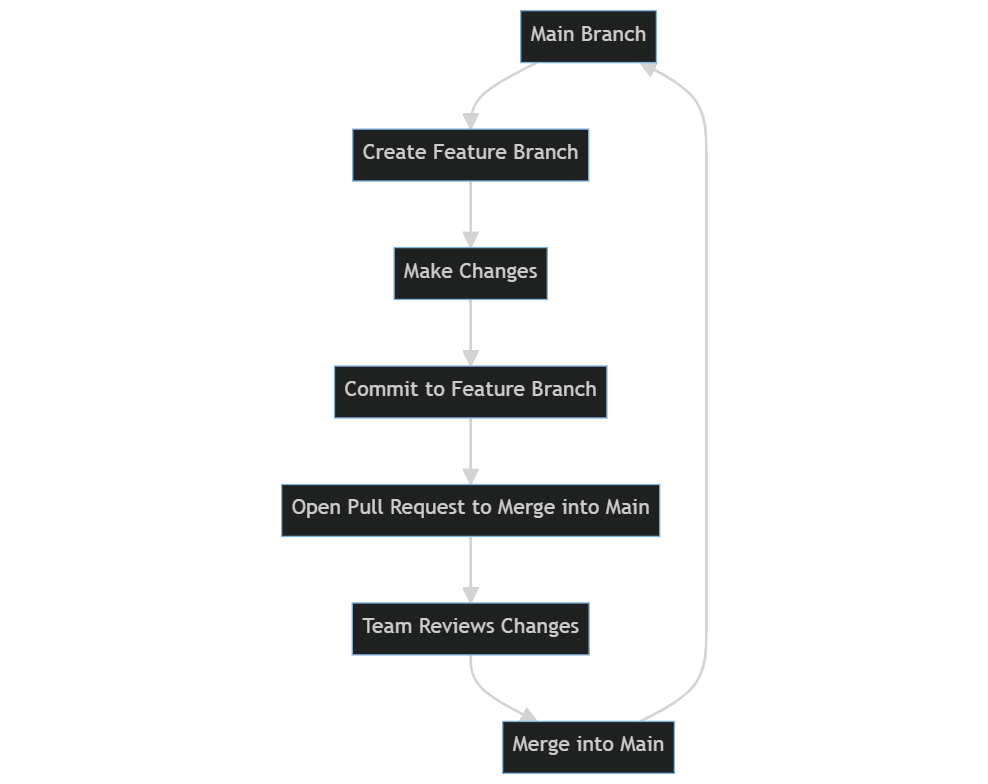 Main Branch
Create Feature Branch
Make Changes
Commit to Feature Branch
Open Pull Request to Merge into Main
Team Reviews Changes
Merge into Main